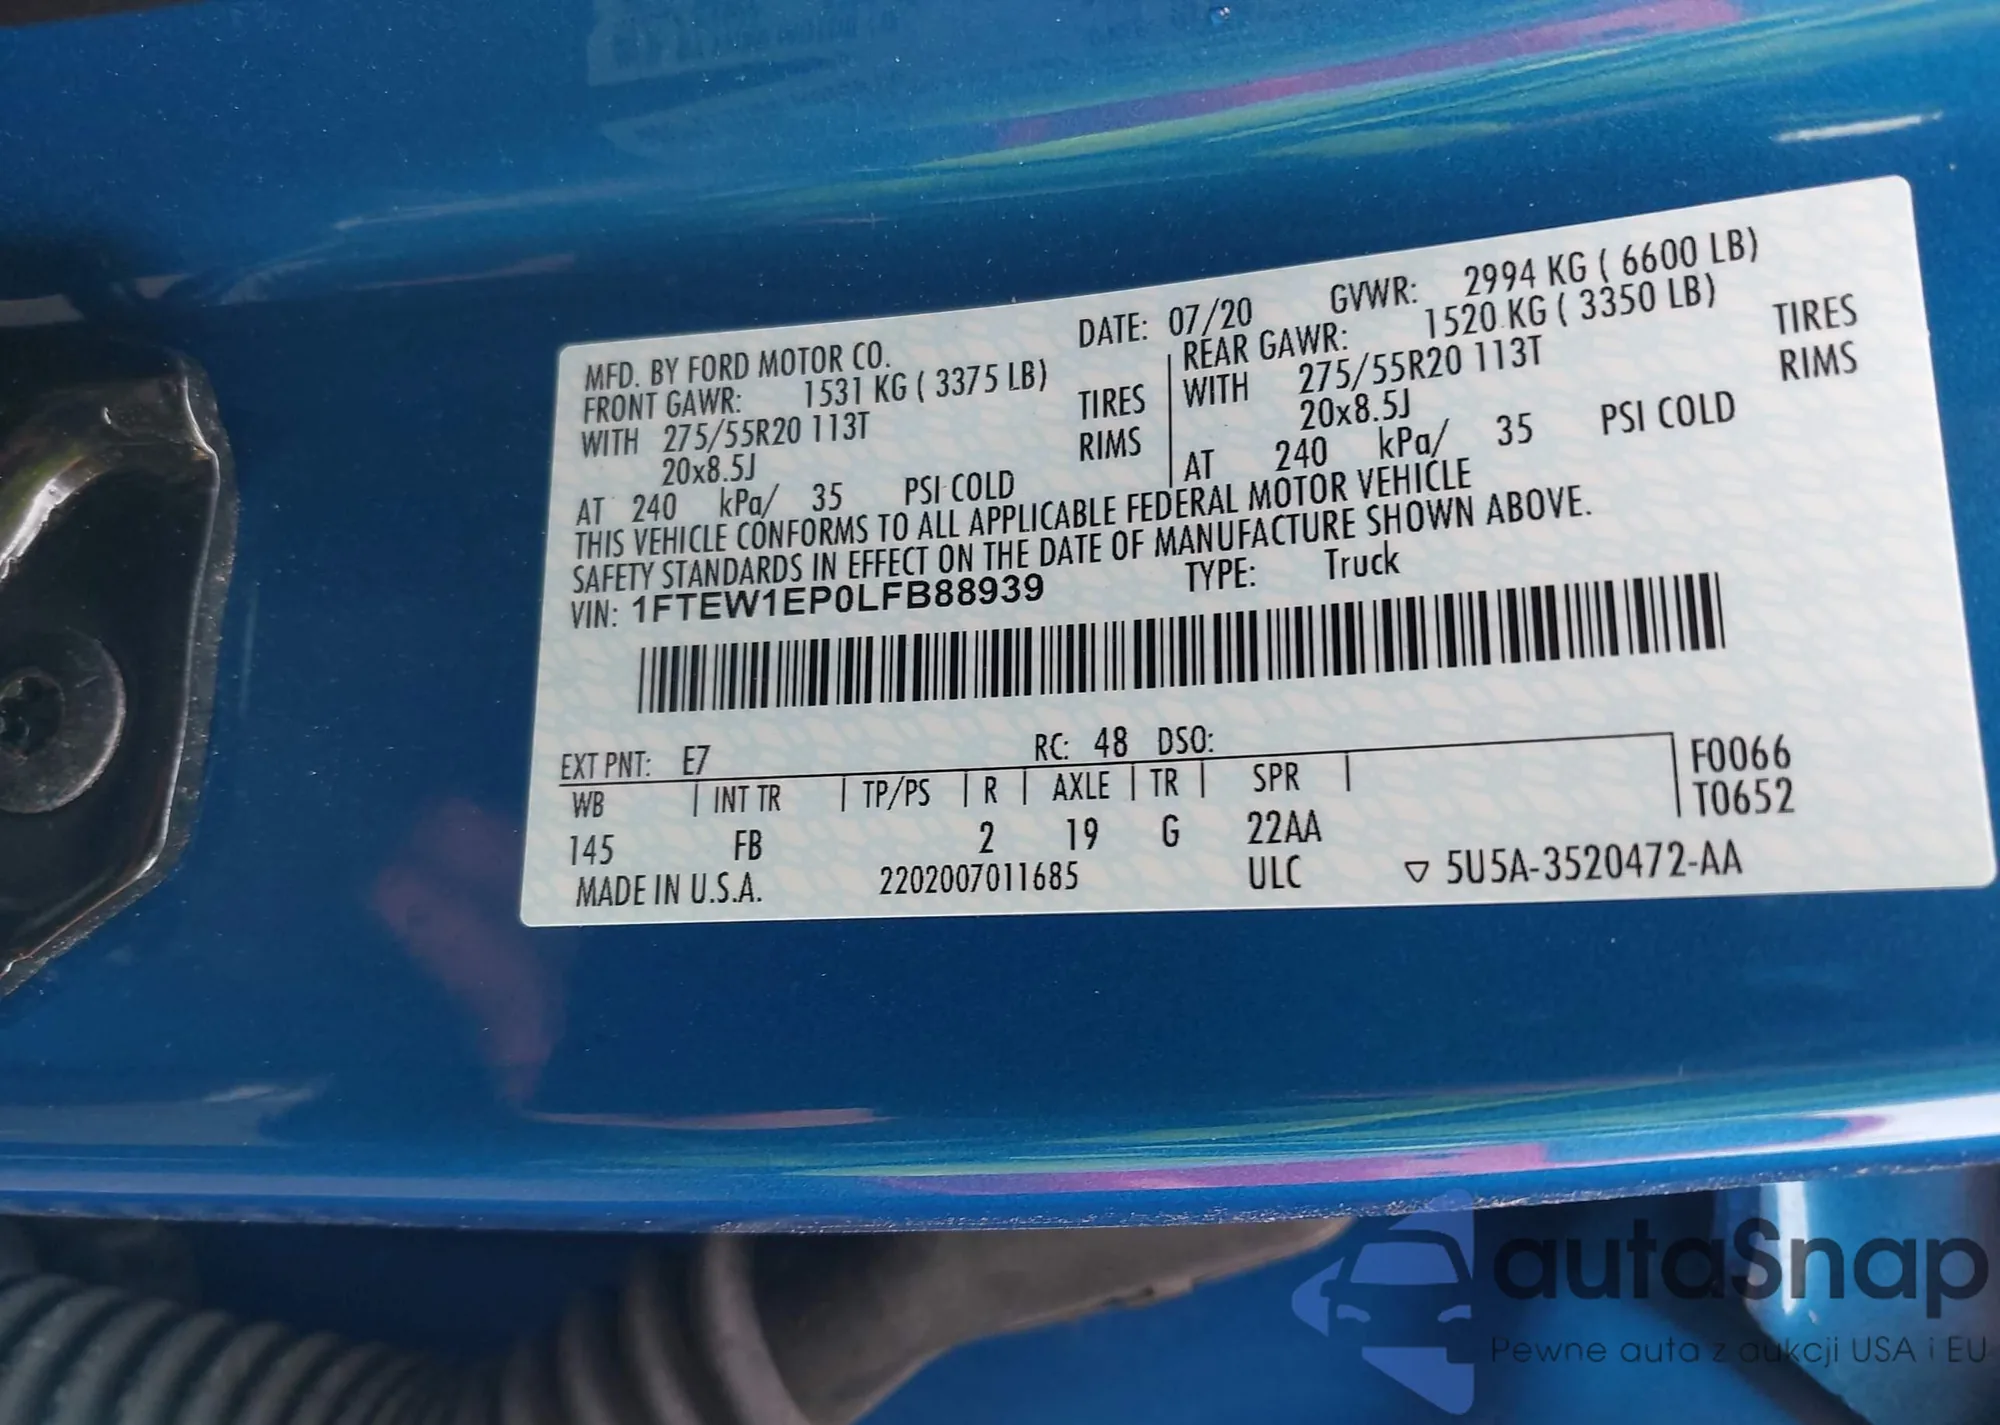 MFD. BY FORD MOTOR CO. DATE: 07/20 GVWR: 2994 KG ( 6600 LB)
FRONT GAWR: 1531 KG ( 3375 LB) REAR GAWR: 1520 KG ( 3350 LB)
WITH 275/55R20 113T TIRES WITH 275/55R20 113T TIRES
20x8.5J RIMS 20x8.5J RIMS
AT 240 kPa/ 35 PSI COLD AT 240 kPa/ 35 PSI COLD
THIS VEHICLE CONFORMS TO ALL APPLICABLE FEDERAL MOTOR VEHICLE
SAFETY STANDARDS IN EFFECT ON THE DATE OF MANUFACTURE SHOWN ABOVE.
VIN: 1FTEW1EP0LFB88939 TYPE: Truck
EXT PNT: E7 RC: 48 DSO:
WB INT TR TP/PS R AXLE TR SPR F0066
145 FB 2 19 G 22AA T0652
MADE IN U.S.A. 2202007011685 ULC ▽ 5U5A-3520472-AA
autaSnap
Pewne auta z aukcji USA i EU